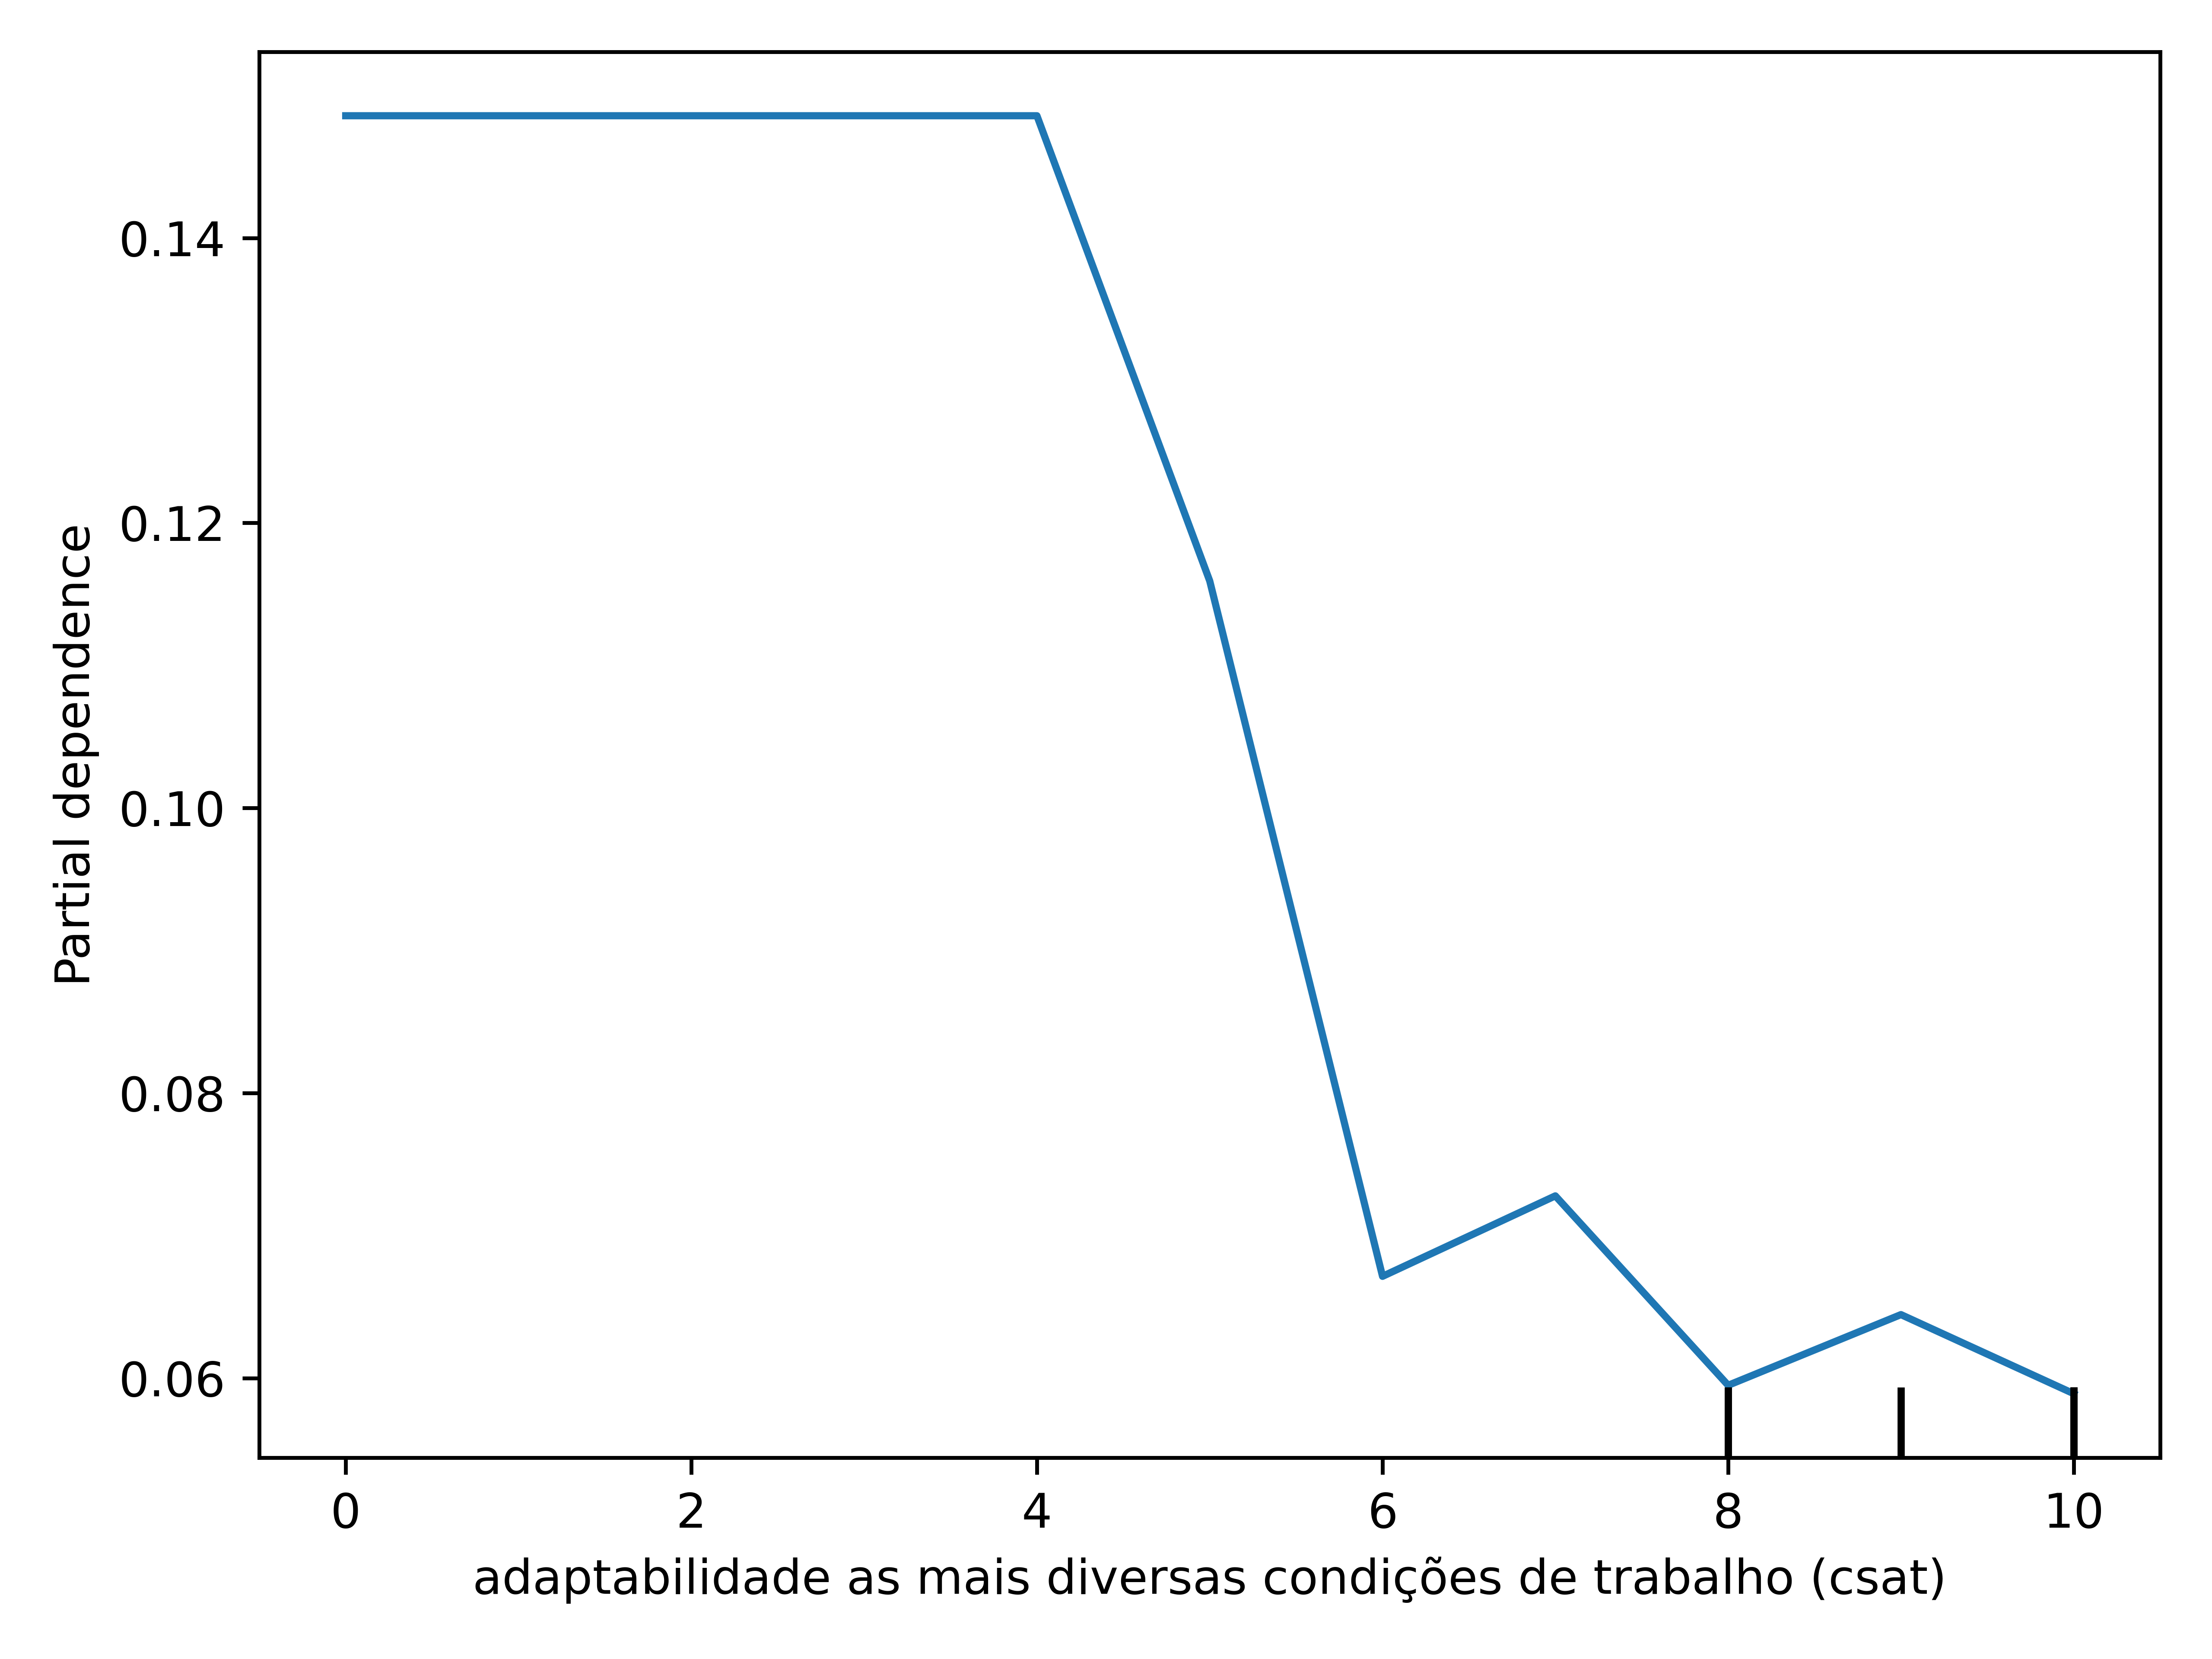 Partial dependence
0.14
0.12
0.10
0.08
0.06
0 2 4 6 8 10
adaptabilidade as mais diversas condições de trabalho (csat)